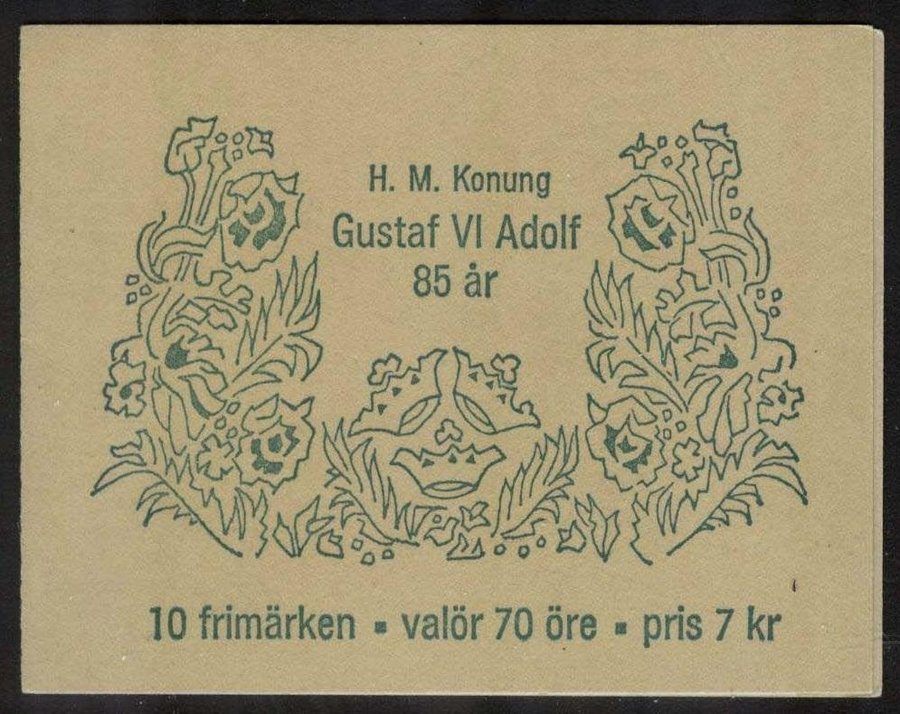 H. M. Konung
Gustaf VI Adolf
85 år
10 frimärken ▪ valör 70 öre ▪ pris 7 kr